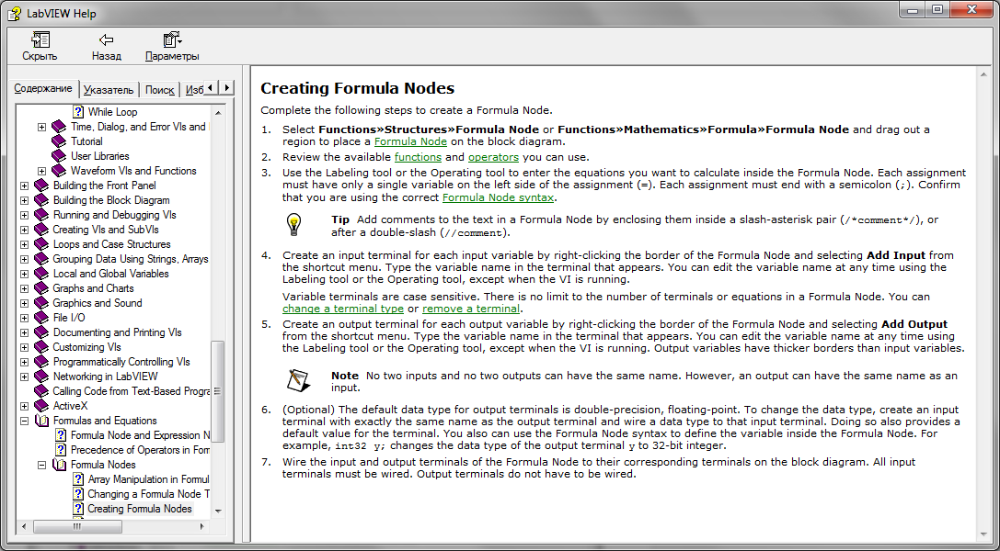 LabVIEW Help
Скрыть
Назад
Параметры
Содержание
Указатель
Поиск
Изб
While Loop
Time, Dialog, and Error VIs and
Tutorial
User Libraries
Waveform VIs and Functions
Building the Front Panel
Building the Block Diagram
Running and Debugging VIs
Creating VIs and SubVIs
Loops and Case Structures
Grouping Data Using Strings, Arrays
Local and Global Variables
Graphs and Charts
Graphics and Sound
File I/O
Documenting and Printing VIs
Customizing VIs
Programmatically Controlling VIs
Networking in LabVIEW
Calling Code from Text-Based Progra
ActiveX
Formulas and Equations
Formula Node and Expression N
Precedence of Operators in Form
Formula Nodes
Array Manipulation in Formul
Changing a Formula Node T
Creating Formula Nodes
Creating Formula Nodes
Complete the following steps to create a Formula Node.
1. Select Functions»Structures»Formula Node or Functions»Mathematics»Formula»Formula Node and drag out a
region to place a Formula Node on the block diagram.
2. Review the available functions and operators you can use.
3. Use the Labeling tool or the Operating tool to enter the equations you want to calculate inside the Formula Node. Each assignment
must have only a single variable on the left side of the assignment (=). Each assignment must end with a semicolon (;). Confirm
that you are using the correct Formula Node syntax.
Tip Add comments to the text in a Formula Node by enclosing them inside a slash-asterisk pair (/*comment*/), or
after a double-slash (//comment).
4. Create an input terminal for each input variable by right-clicking the border of the Formula Node and selecting Add Input from
the shortcut menu. Type the variable name in the terminal that appears. You can edit the variable name at any time using the
Labeling tool or the Operating tool, except when the VI is running.
Variable terminals are case sensitive. There is no limit to the number of terminals or equations in a Formula Node. You can
change a terminal type or remove a terminal.
5. Create an output terminal for each output variable by right-clicking the border of the Formula Node and selecting Add Output
from the shortcut menu. Type the variable name in the terminal that appears. You can edit the variable name at any time using
the Labeling tool or the Operating tool, except when the VI is running. Output variables have thicker borders than input variables.
Note No two inputs and no two outputs can have the same name. However, an output can have the same name as an
input.
6. (Optional) The default data type for output terminals is double-precision, floating-point. To change the data type, create an input
terminal with exactly the same name as the output terminal and wire a data type to that input terminal. Doing so also provides a
default value for the terminal. You also can use the Formula Node syntax to define the variable inside the Formula Node. For
example, int32 y; changes the data type of the output terminal y to 32-bit integer.
7. Wire the input and output terminals of the Formula Node to their corresponding terminals on the block diagram. All input
terminals must be wired. Output terminals do not have to be wired.